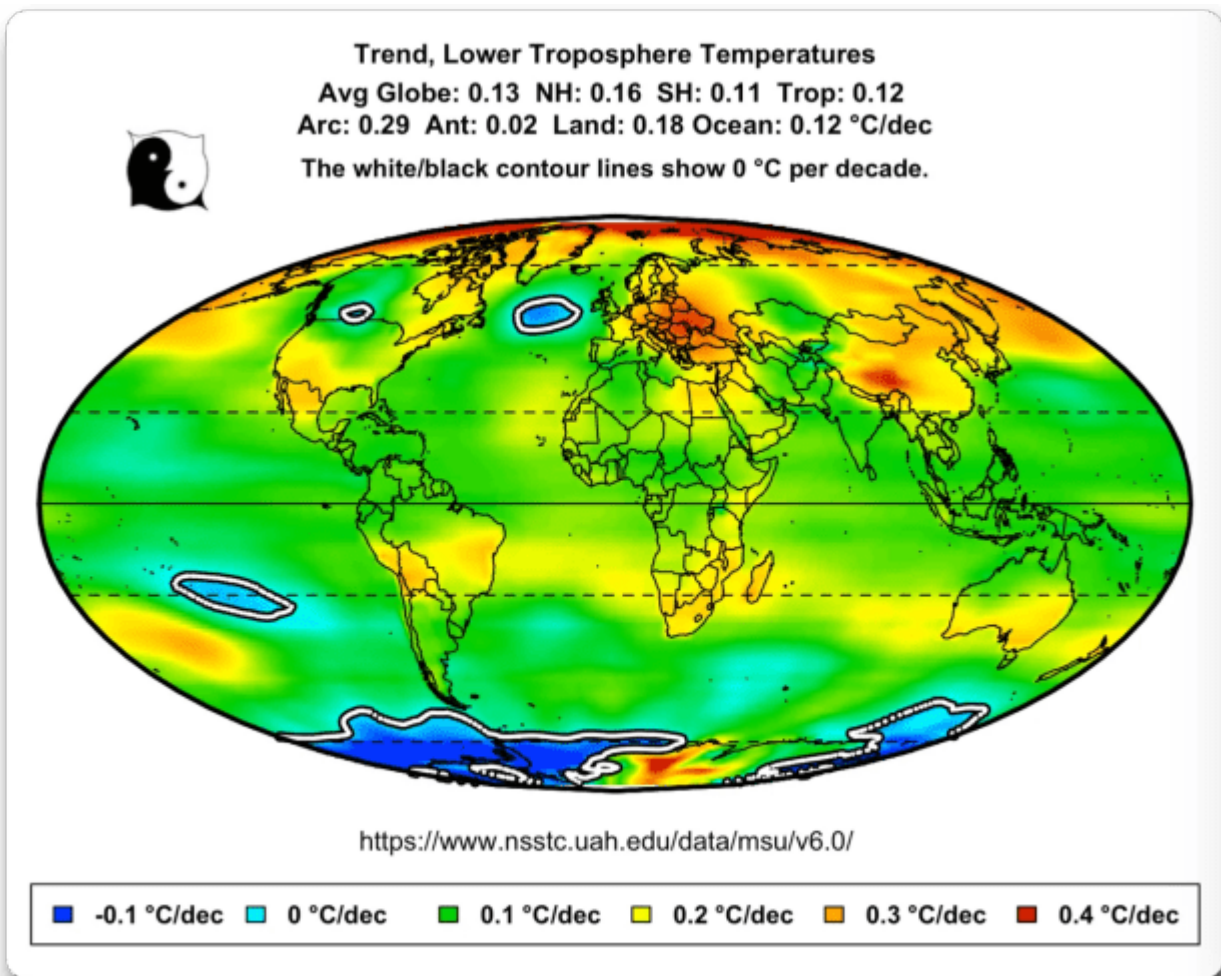 Trend, Lower Troposphere Temperatures
Avg Globe: 0.13 NH: 0.16 SH: 0.11 Trop: 0.12
Arc: 0.29 Ant: 0.02 Land: 0.18 Ocean: 0.12 °C/dec
The white/black contour lines show 0 °C per decade.
https://www.nsstc.uah.edu/data/msu/v6.0/
-0.1 °C/dec 0 °C/dec 0.1 °C/dec 0.2 °C/dec 0.3 °C/dec 0.4 °C/dec